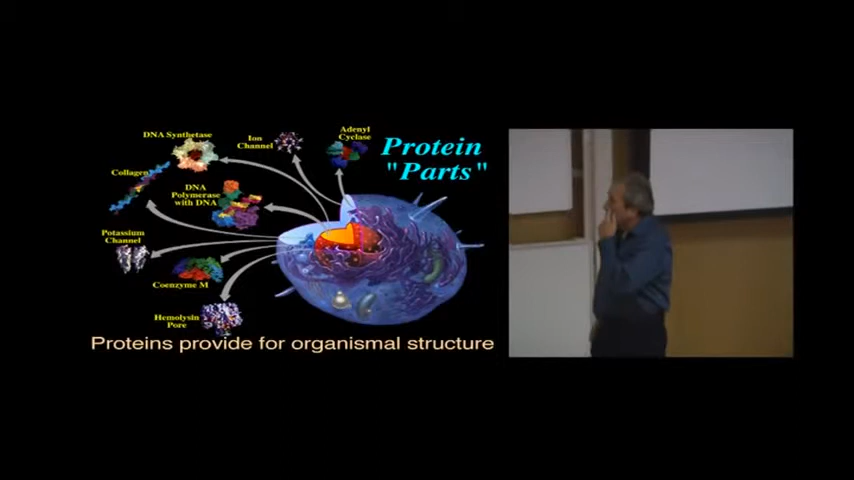 DNA Synthetase
Ion
Channel
Adenyl
Cyclase
Protein
"Parts"
Collagen
DNA
Polymerase
with DNA
Potassium
Channel
Coenzyme M
Hemolysin
Pore
Proteins provide for organismal structure